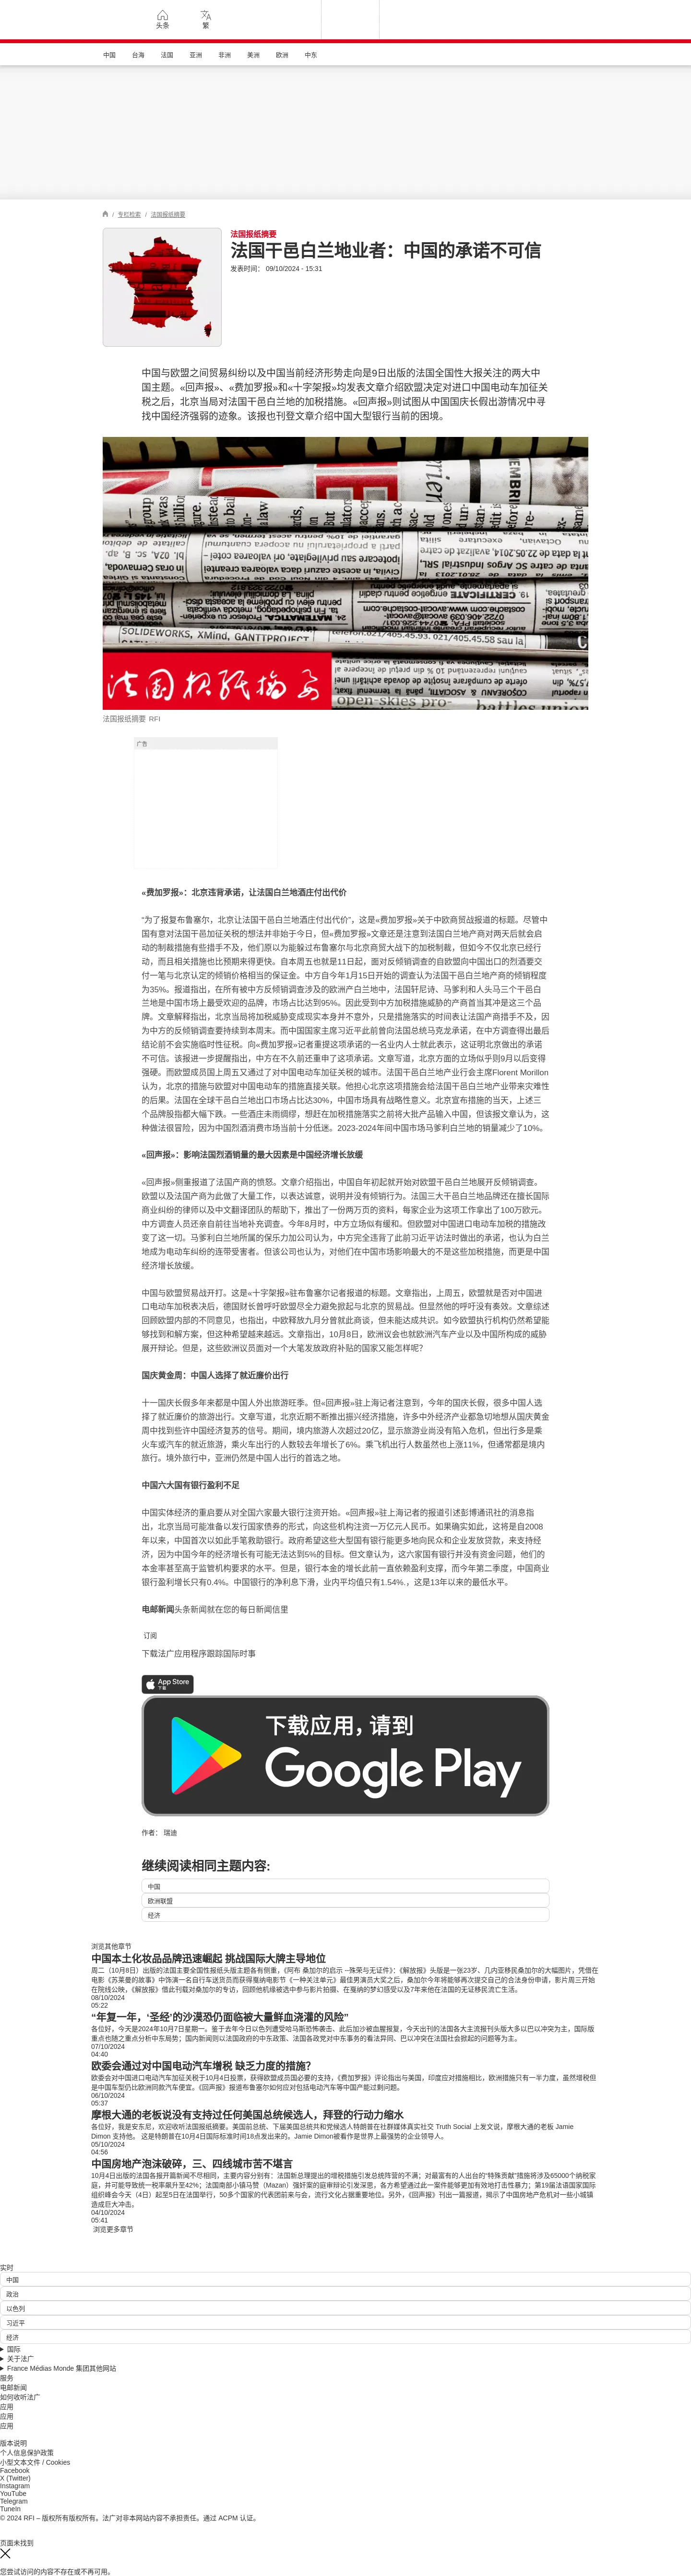 头条
繁
中国 台海 法国 亚洲 非洲 美洲 欧洲 中东
/ 专栏检索 / 法国报纸摘要
法国报纸摘要
法国干邑白兰地业者：中国的承诺不可信
发表时间： 09/10/2024 - 15:31
中国与欧盟之间贸易纠纷以及中国当前经济形势走向是9日出版的法国全国性大报关注的两大中
国主题。«回声报»、«费加罗报»和«十字架报»均发表文章介绍欧盟决定对进口中国电动车加征关
税之后，北京当局对法国干邑白兰地的加税措施。«回声报»则试图从中国国庆长假出游情况中寻
找中国经济强弱的迹象。该报也刊登文章介绍中国大型银行当前的困境。
法国报纸摘要
法国报纸摘要 RFI
广告
«费加罗报»：北京违背承诺，让法国白兰地酒庄付出代价
“为了报复布鲁塞尔，北京让法国干邑白兰地酒庄付出代价”，这是«费加罗报»关于中欧商贸战报道的标题。尽管中
国有意对法国干邑加征关税的想法并非始于今日，但«费加罗报»文章还是注意到法国白兰地产商对两天后就会启
动的制裁措施有些措手不及，他们原以为能躲过布鲁塞尔与北京商贸大战下的加税制裁，但如今不仅北京已经行
动，而且相关措施也比预期来得更快。自本周五也就是11日起，面对反倾销调查的自欧盟向中国出口的烈酒要交
付一笔与北京认定的倾销价格相当的保证金。中方自今年1月15日开始的调查认为法国干邑白兰地产商的倾销程度
为35%。报道指出，在所有被中方反倾销调查涉及的欧洲产白兰地中，法国轩尼诗、马爹利和人头马三个干邑白
兰地是中国市场上最受欢迎的品牌，市场占比达到95%。因此受到中方加税措施威胁的产商首当其冲是这三个品
牌。文章解释指出，北京当局将加税威胁变成现实本身并不意外，只是措施落实的时间表让法国产商措手不及，因
为中方的反倾销调查要持续到本周末。而中国国家主席习近平此前曾向法国总统马克龙承诺，在中方调查得出最后
结论前不会实施临时性征税。向«费加罗报»记者重提这项承诺的一名业内人士就此表示，这证明北京做出的承诺
不可信。该报进一步提醒指出，中方在不久前还重申了这项承诺。文章写道，北京方面的立场似乎则9月以后变得
强硬。而欧盟成员国上周五又通过了对中国电动车加征关税的城市。法国干邑白兰地产业行会主席Florent Morillon
认为，北京的措施与欧盟对中国电动车的措施直接关联。他担心北京这项措施会给法国干邑白兰地产业带来灾难性
的后果。法国在全球干邑白兰地出口市场占比达30%，中国市场具有战略性意义。北京宣布措施的当天，上述三
个品牌股指都大幅下跌。一些酒庄未雨绸缪，想赶在加税措施落实之前将大批产品输入中国，但该报文章认为，这
种做法很冒险，因为中国烈酒消费市场当前十分低迷。2023-2024年间中国市场马爹利白兰地的销量减少了10%。
«回声报»：影响法国烈酒销量的最大因素是中国经济增长放缓
«回声报»侧重报道了法国产商的愤怒。文章介绍指出，中国自年初起就开始对欧盟干邑白兰地展开反倾销调查。
欧盟以及法国产商为此做了大量工作，以表达诚意，说明并没有倾销行为。法国三大干邑白兰地品牌还在擅长国际
商业纠纷的律师以及中文翻译团队的帮助下，推出了一份两万页的资料，每家企业为这项工作拿出了100万欧元。
中方调查人员还亲自前往当地补充调查。今年8月时，中方立场似有缓和。但欧盟对中国进口电动车加税的措施改
变了这一切。马爹利白兰地所属的保乐力加公司认为，中方完全违背了此前习近平访法时做出的承诺，也认为白兰
地成为电动车纠纷的连带受害者。但该公司也认为，对他们在中国市场影响最大的不是这些加税措施，而更是中国
经济增长放缓。
中国与欧盟贸易战开打。这是«十字架报»驻布鲁塞尔记者报道的标题。文章指出，上周五，欧盟就是否对中国进
口电动车加税表决后，德国财长曾呼吁欧盟尽全力避免掀起与北京的贸易战。但显然他的呼吁没有奏效。文章综述
回顾欧盟内部的不同意见，也指出，中欧释放九月分曾就此商谈，但未能达成共识。如今欧盟执行机构仍然希望能
够找到和解方案，但这种希望越来越远。文章指出，10月8日，欧洲议会也就欧洲汽车产业以及中国所构成的威胁
展开辩论。但是，这些欧洲议员面对一个大笔发放政府补贴的国家又能怎样呢？
国庆黄金周：中国人选择了就近廉价出行
十一国庆长假多年来都是中国人外出旅游旺季。但«回声报»驻上海记者注意到，今年的国庆长假，很多中国人选
择了就近廉价的旅游出行。文章写道，北京近期不断推出振兴经济措施，许多中外经济产业都急切地想从国庆黄金
周中找到些许中国经济复苏的信号。期间，境内旅游人次超过20亿，显示旅游业尚没有陷入危机，但出行多是乘
火车或汽车的就近旅游，乘火车出行的人数较去年增长了6%。乘飞机出行人数虽然也上涨11%，但通常都是境内
旅行。境外旅行中，亚洲仍然是中国人出行的首选之地。
中国六大国有银行盈利不足
中国实体经济的重启要从对全国六家最大银行注资开始。«回声报»驻上海记者的报道引述彭博通讯社的消息指
出，北京当局可能准备以发行国家债券的形式，向这些机构注资一万亿元人民币。如果确实如此，这将是自2008
年以来，中国首次以如此手笔救助银行。政府希望这些大型国有银行能更多地向民众和企业发放贷款，来支持经
济，因为中国今年的经济增长有可能无法达到5%的目标。但文章认为，这六家国有银行并没有资金问题，他们的
本金率甚至高于监管机构要求的水平。但是，银行本金的增长此前一直依赖盈利支撑，而今年第二季度，中国商业
银行盈利增长只有0.4%。中国银行的净利息下滑，业内平均值只有1.54%.，这是13年以来的最低水平。
电邮新闻头条新闻就在您的每日新闻信里
订阅
下载法广应用程序跟踪国际时事
App Store
下载
下载应用，请到
Google Play
作者： 瑞迪
继续阅读相同主题内容:
中国
欧洲联盟
经济
浏览其他章节
中国本土化妆品品牌迅速崛起 挑战国际大牌主导地位
周二（10月8日）出版的法国主要全国性报纸头版主题各有侧重，《阿布 桑加尔的启示 --殊荣与无证件》：《解放报》头版是一张23岁、几内亚移民桑加尔的大幅图片，凭借在
电影《苏莱曼的故事》中饰演一名自行车送货员而获得戛纳电影节《一种关注单元》最佳男演员大奖之后，桑加尔今年将能够再次提交自己的合法身份申请，影片周三开始
在院线公映，《解放报》借此刊载对桑加尔的专访，回顾他机缘被选中参与影片拍摄、在戛纳的梦幻感受以及7年来他在法国的无证移民流亡生活。
08/10/2024
05:22
“年复一年，‘圣经’的沙漠恐仍面临被大量鲜血浇灌的风险”
各位好，今天是2024年10月7日星期一。鉴于去年今日以色列遭受哈马斯恐怖袭击、此后加沙被血腥报复，今天出刊的法国各大主流报刊头版大多以巴以冲突为主，国际版
重点也随之重点分析中东局势；国内新闻则以法国政府的中东政策、法国各政党对中东事务的看法异同、巴以冲突在法国社会掀起的问题等为主。
07/10/2024
04:40
欧委会通过对中国电动汽车增税 缺乏力度的措施?
欧委会对中国进口电动汽车加征关税于10月4日投票，获得欧盟成员国必要的支持，《费加罗报》评论指出与美国，印度应对措施相比，欧洲措施只有一半力度，虽然增税但
是中国车型仍比欧洲同款汽车便宜。《回声报》报道布鲁塞尔如何应对包括电动汽车等中国产能过剩问题。
06/10/2024
05:37
摩根大通的老板说没有支持过任何美国总统候选人，拜登的行动力缩水
各位好，我是安东尼，欢迎收听法国报纸摘要。美国前总统、下届美国总统共和党候选人特朗普在社群媒体真实社交 Truth Social 上发文说，摩根大通的老板 Jamie
Dimon 支持他。 这是特朗普在10月4日国际标准时间18点发出来的。Jamie Dimon被看作是世界上最强势的企业领导人。
05/10/2024
04:56
中国房地产泡沫破碎，三、四线城市苦不堪言
10月4日出版的法国各报开篇新闻不尽相同，主要内容分别有：法国新总理提出的增税措施引发总统阵营的不满；对最富有的人出台的“特殊贡献”措施将涉及65000个纳税家
庭，并可能导致统一税率飙升至42%；法国南部小镇马赞（Mazan）强奸案的庭审辩论引发深思，各方希望通过此一案件能够更加有效地打击性暴力；第19届法语国家国际
组织峰会今天（4日）起至5日在法国举行，50多个国家的代表团前来与会，流行文化占据重要地位。另外，《回声报》刊出一篇报道，揭示了中国房地产危机对一些小城镇
造成巨大冲击。
04/10/2024
05:41
浏览更多章节
实时
中国
政治
以色列
习近平
经济
国际
关于法广
France Médias Monde 集团其他网站
服务
电邮新闻
如何收听法广
应用
应用
应用
版本说明
个人信息保护政策
小型文本文件 / Cookies
Facebook
X (Twitter)
Instagram
YouTube
Telegram
TuneIn
© 2024 RFI – 版权所有版权所有。法广对非本网站内容不承担责任。通过 ACPM 认证。
页面未找到
您尝试访问的内容不存在或不再可用。